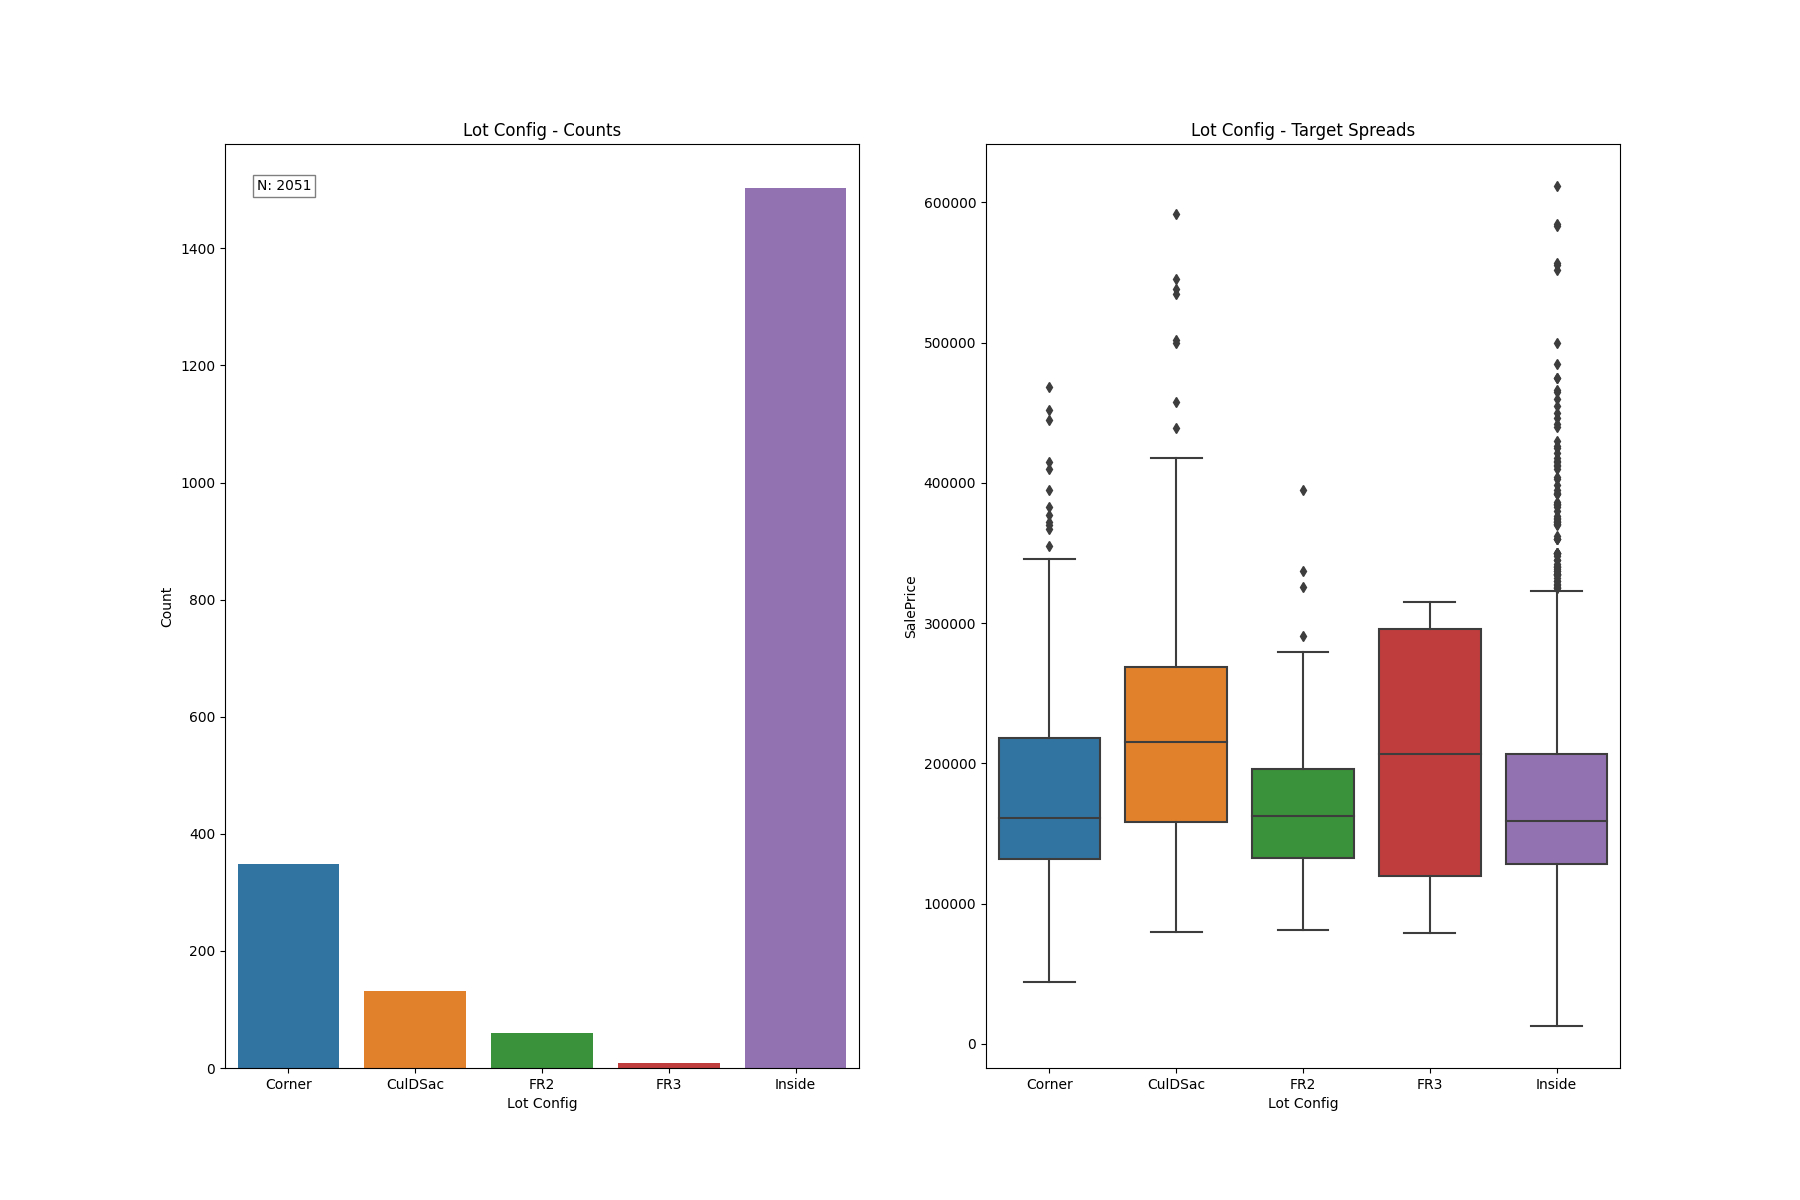 Lot Config - Counts
N: 2051
1400
1200
1000
800
600
400
200
0
Count
Corner
CulDSac
FR2
FR3
Inside
Lot Config
Lot Config - Target Spreads
600000
500000
400000
300000
200000
100000
0
SalePrice
Corner
CulDSac
FR2
FR3
Inside
Lot Config